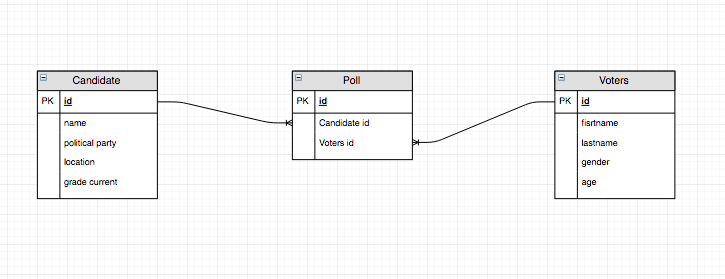 Candidate
PK id
name
political party
location
grade current
Poll
PK id
Candidate id
Voters id
Voters
PK id
fisrtname
lastname
gender
age